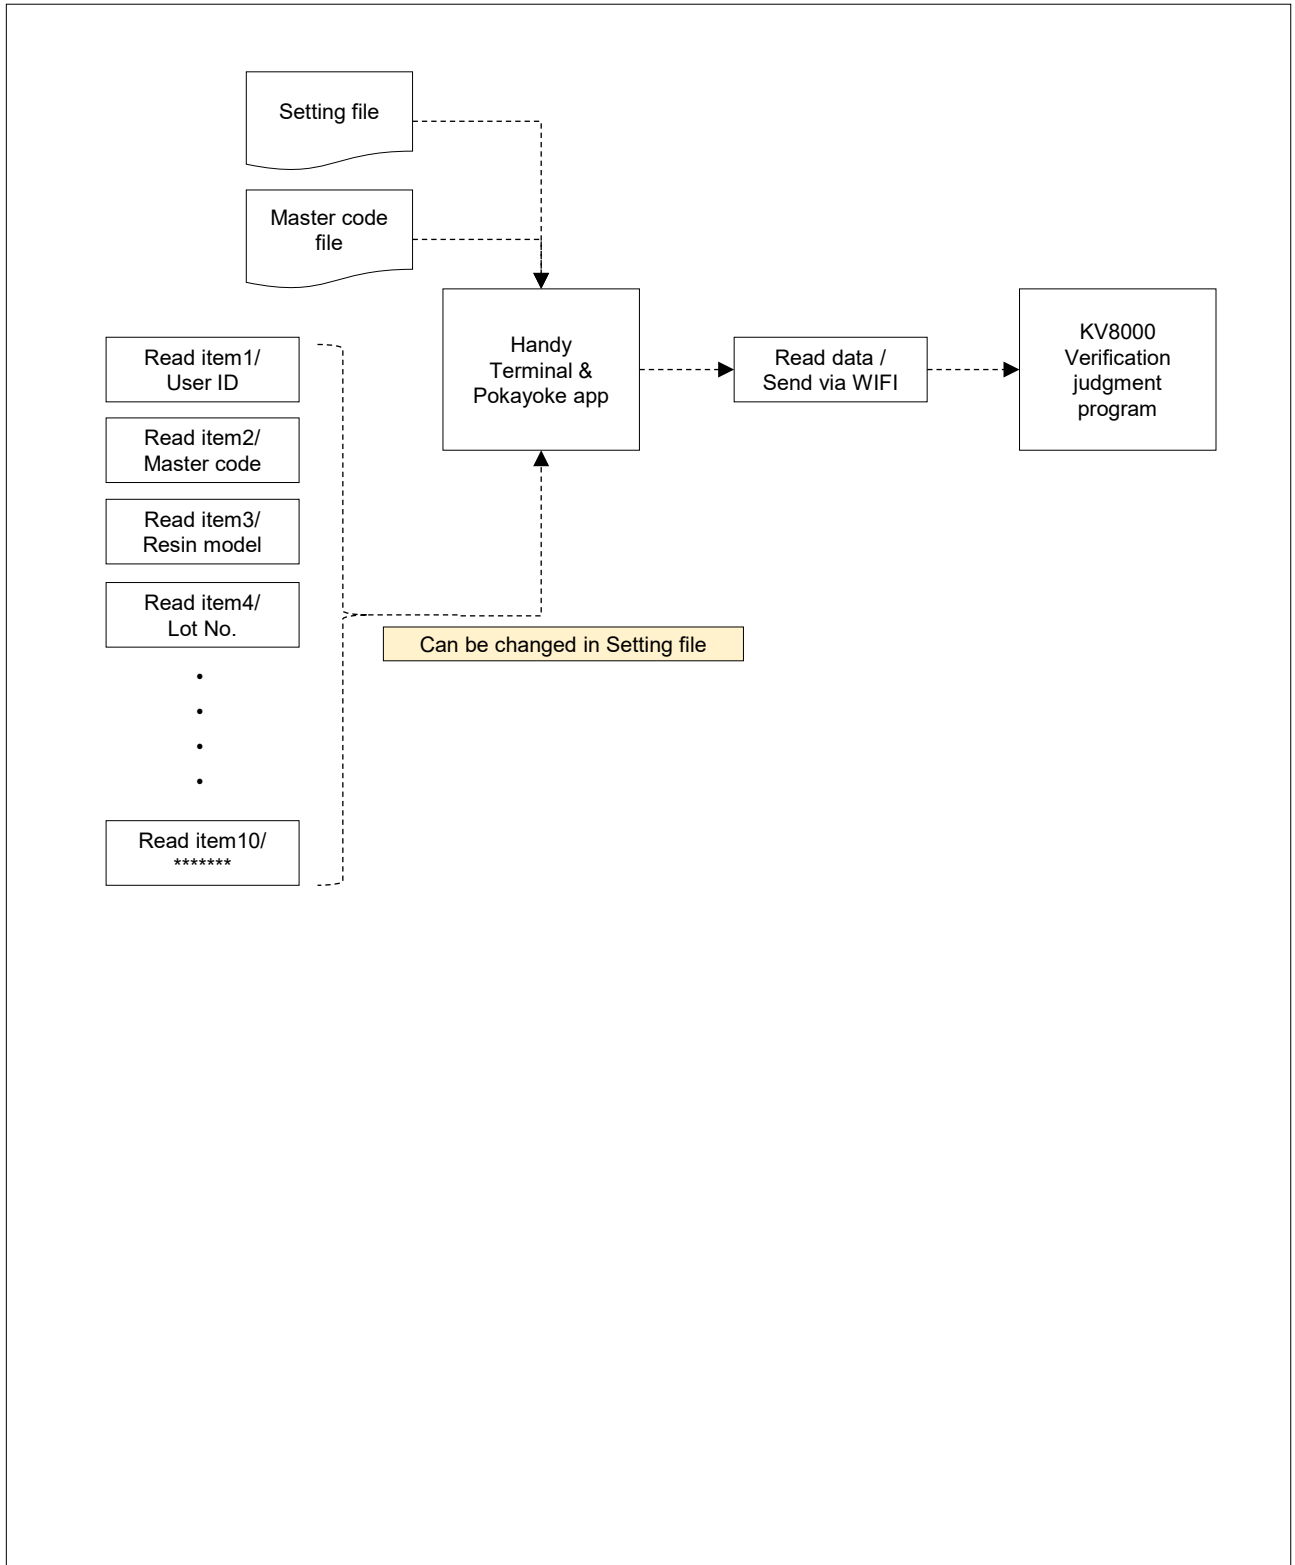 Setting file
Master code
file
Read item1/
User ID
Read item2/
Master code
Read item3/
Resin model
Read item4/
Lot No.
Read item10/
*******
Handy
Terminal &
Pokayoke app
Read data /
Send via WIFI
KV8000
Verification
judgment
program
Can be changed in Setting file